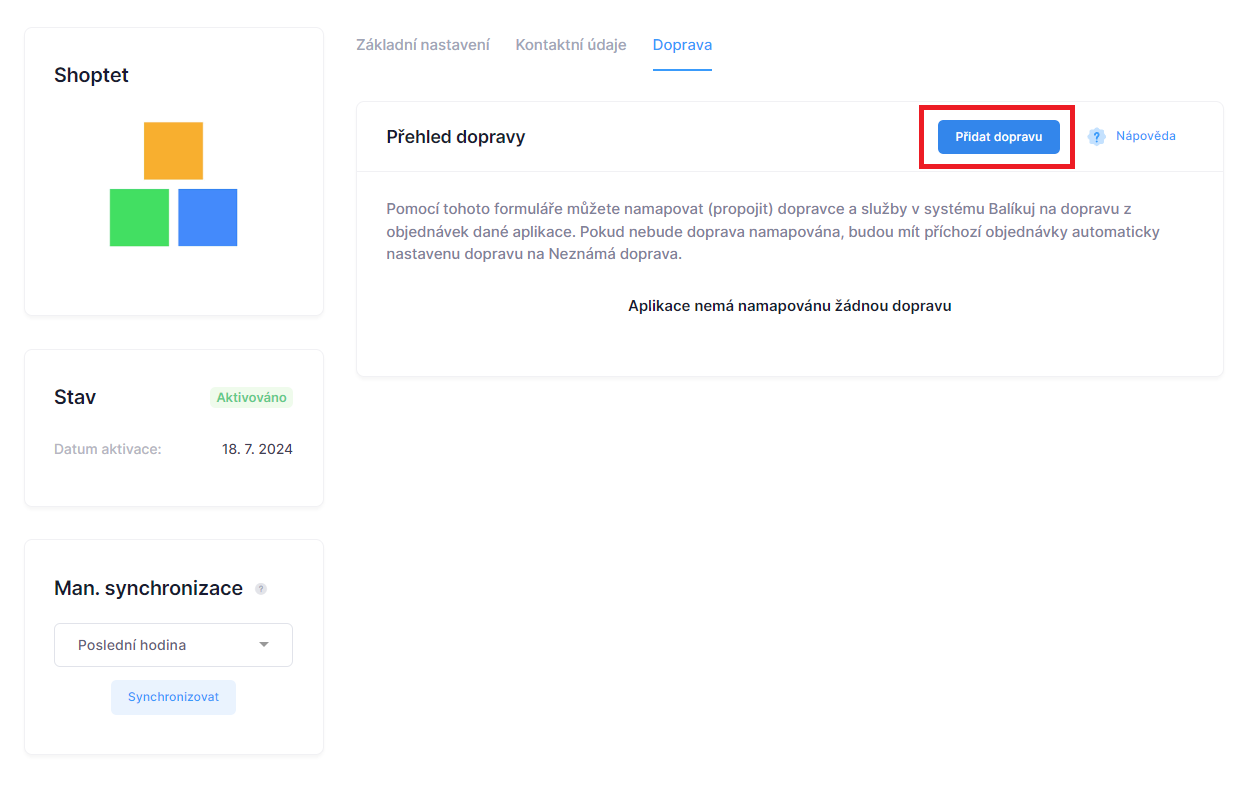 Shoptet
Základní nastavení
Kontaktní údaje
Doprava
Přehled dopravy
Přidat dopravu
? Nápověda
Pomocí tohoto formuláře můžete namapovat (propojit) dopravce a služby v systému Balíkuj na dopravu z
objednávek dané aplikace. Pokud nebude doprava namapována, budou mít příchozí objednávky automaticky
nastavenu dopravu na Neznámá doprava.
Aplikace nemá namapovánu žádnou dopravu
Stav
Aktivováno
Datum aktivace:
18. 7. 2024
Man. synchronizace ?
Poslední hodina
Synchronizovat